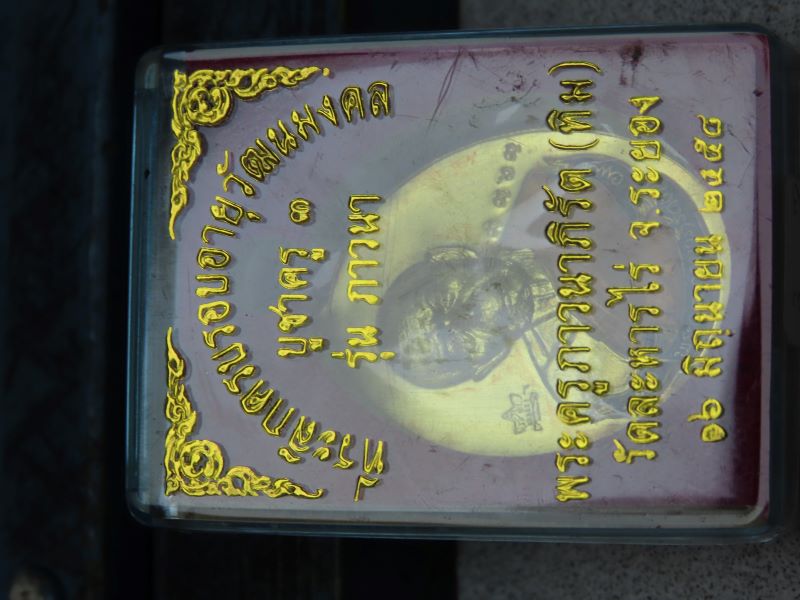 ที่ระลึกครบรอบอายุวัฒนมงคล
บูชาครู ๓
รุ่น ภาวนา
พระครูภาวนาภิรัต (ทิม)
วัดละหารไร่ จ.ระยอง
๑๖ มิถุนายน ๒๕๕๔